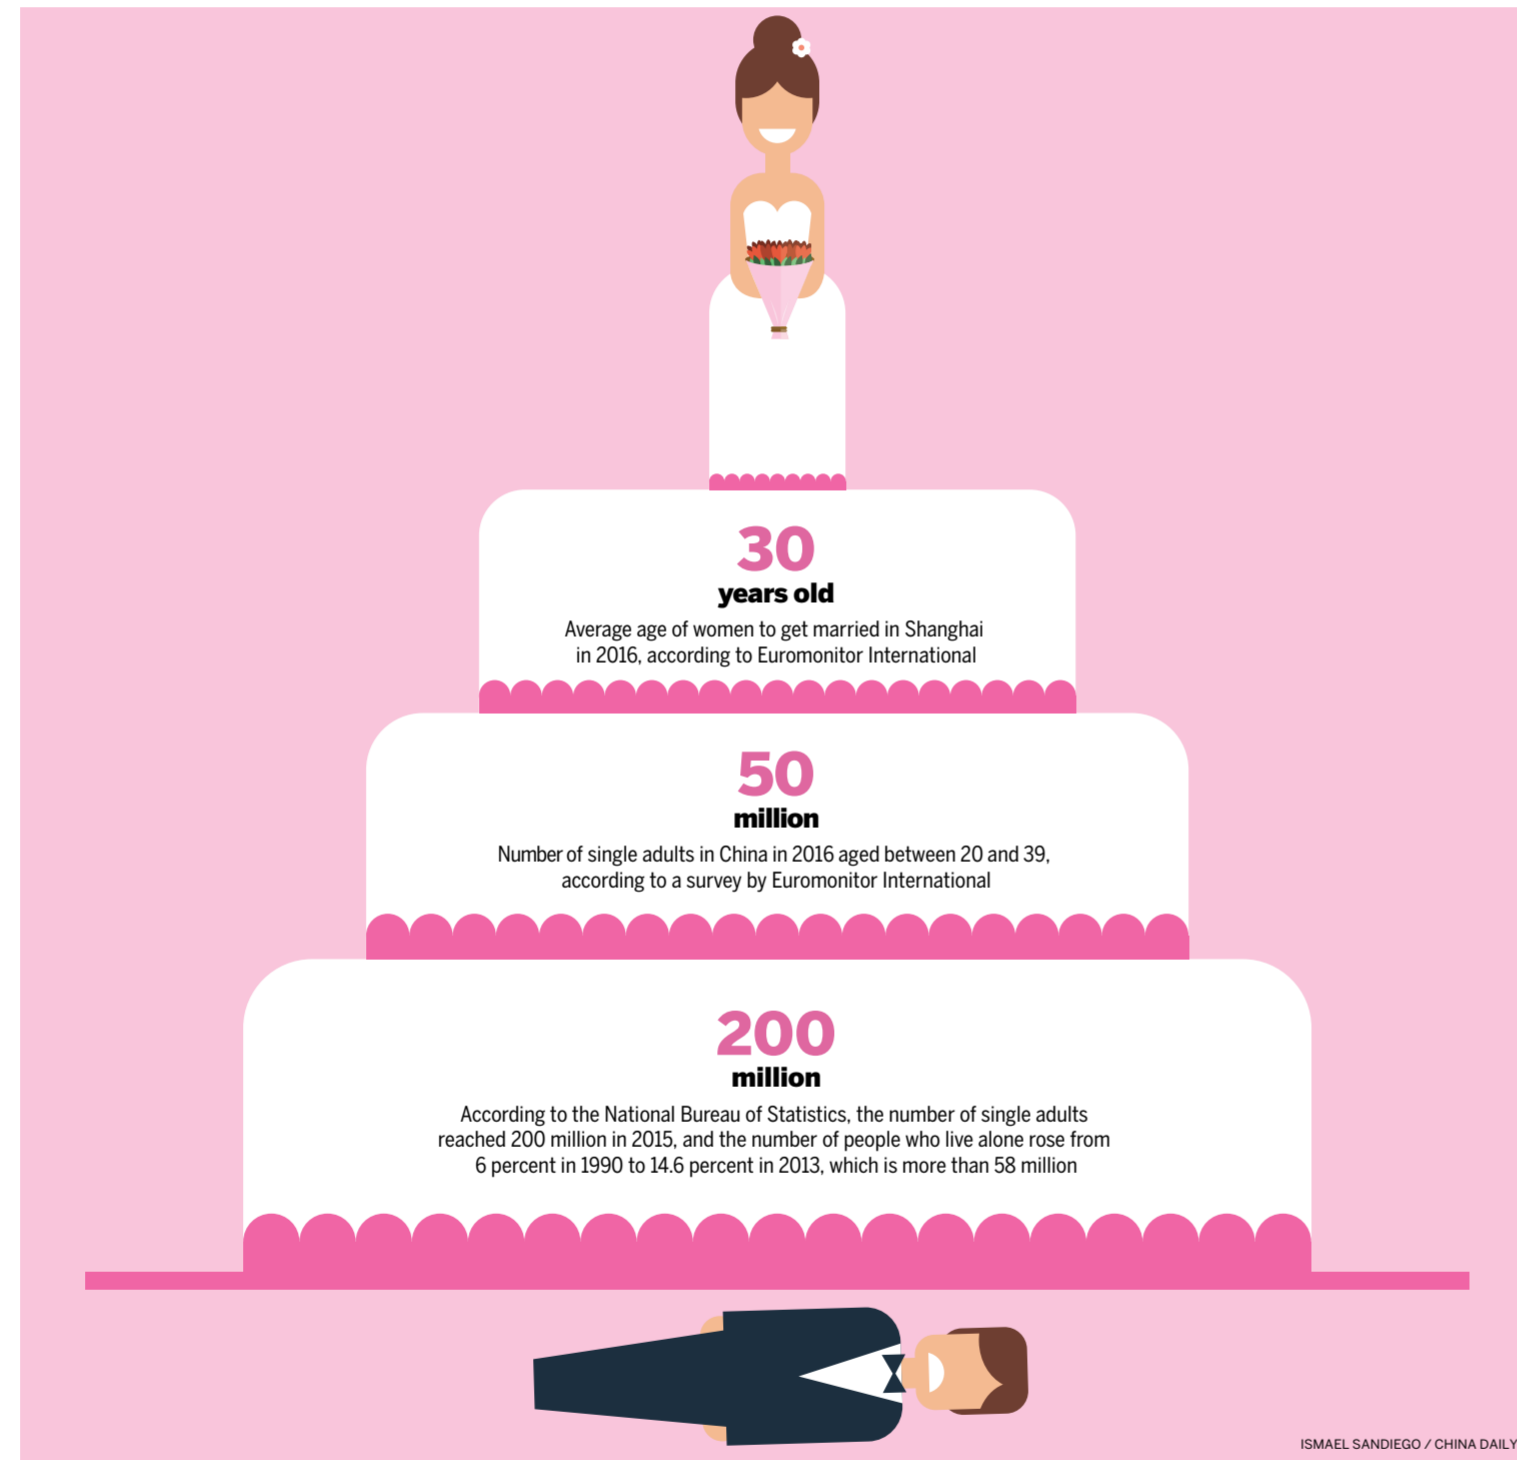 30
years old
Average age of women to get married in Shanghai
in 2016, according to Euromonitor International
50
million
Number of single adults in China in 2016 aged between 20 and 39,
according to a survey by Euromonitor International
200
million
According to the National Bureau of Statistics, the number of single adults
reached 200 million in 2015, and the number of people who live alone rose from
6 percent in 1990 to 14.6 percent in 2013, which is more than 58 million
ISMAEL SANDIEGO / CHINA DAILY